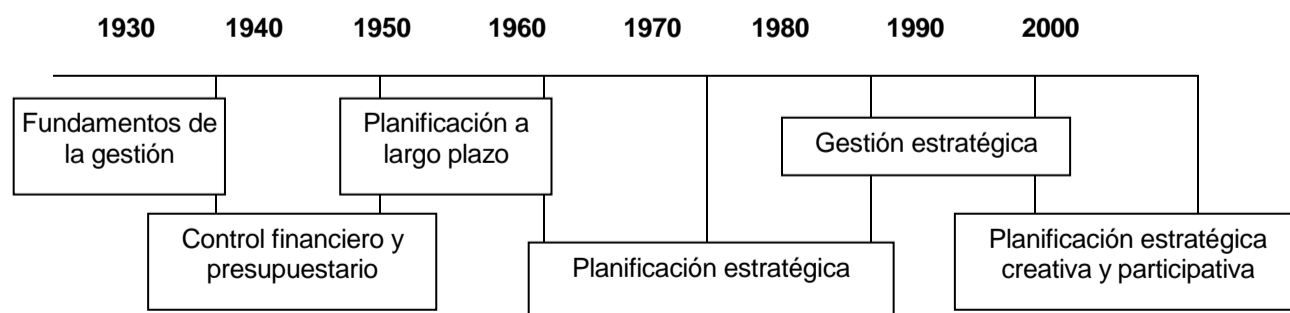 1930 1940 1950 1960 1970 1980 1990 2000
Fundamentos de
la gestión
Planificación a
largo plazo
Gestión estratégica
Control financiero y
presupuestario
Planificación estratégica
Planificación estratégica
creativa y participativa